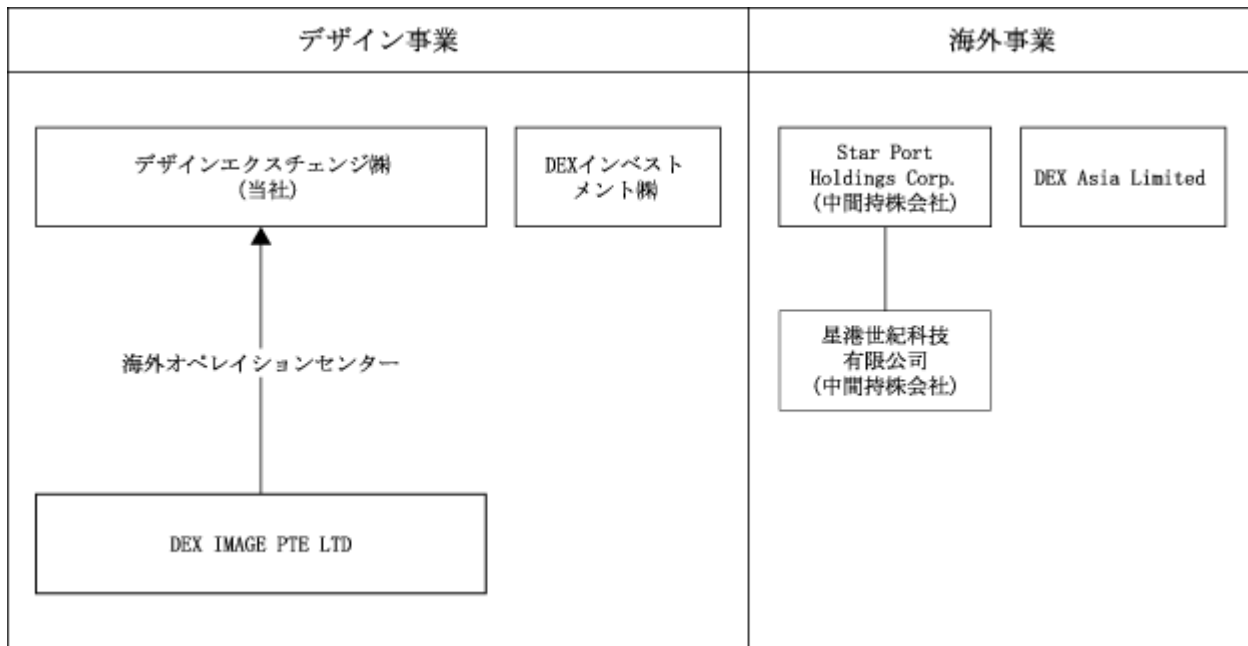 デザイン事業
海外事業
デザインエクスチェンジ㈱
(当社)
DEXインベスト
メント㈱
Star Port
Holdings Corp.
(中間持株会社)
DEX Asia Limited
星港世紀科技
有限公司
(中間持株会社)
海外オペレイションセンター
DEX IMAGE PTE LTD